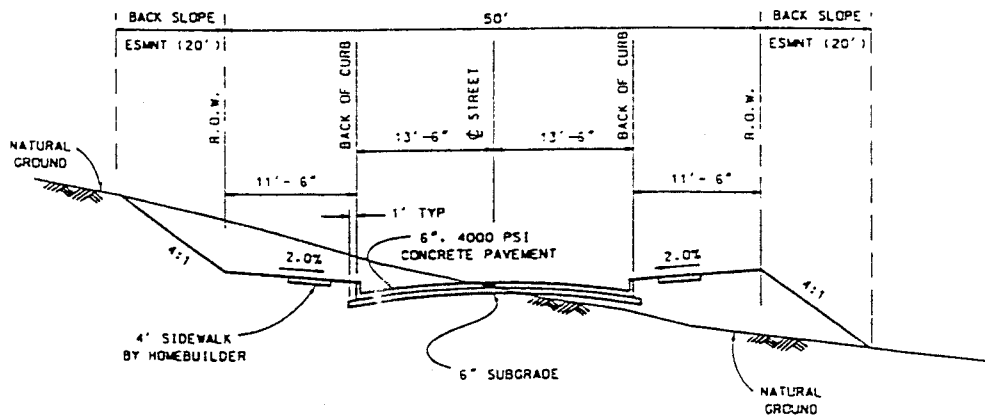 BACK SLOPE
50'
BACK SLOPE
ESMNT (20')
ESMNT (20')
R.O.W.
BACK OF CURB
℄ STREET
BACK OF CURB
R.O.W.
13'-6"
13'-6"
NATURAL
GROUND
11'-6"
11'-6"
1' TYP
6", 4000 PSI
CONCRETE PAVEMENT
4:1
2.0%
2.0%
4:1
4' SIDEWALK
BY HOMEBUILDER
6" SUBGRADE
NATURAL
GROUND